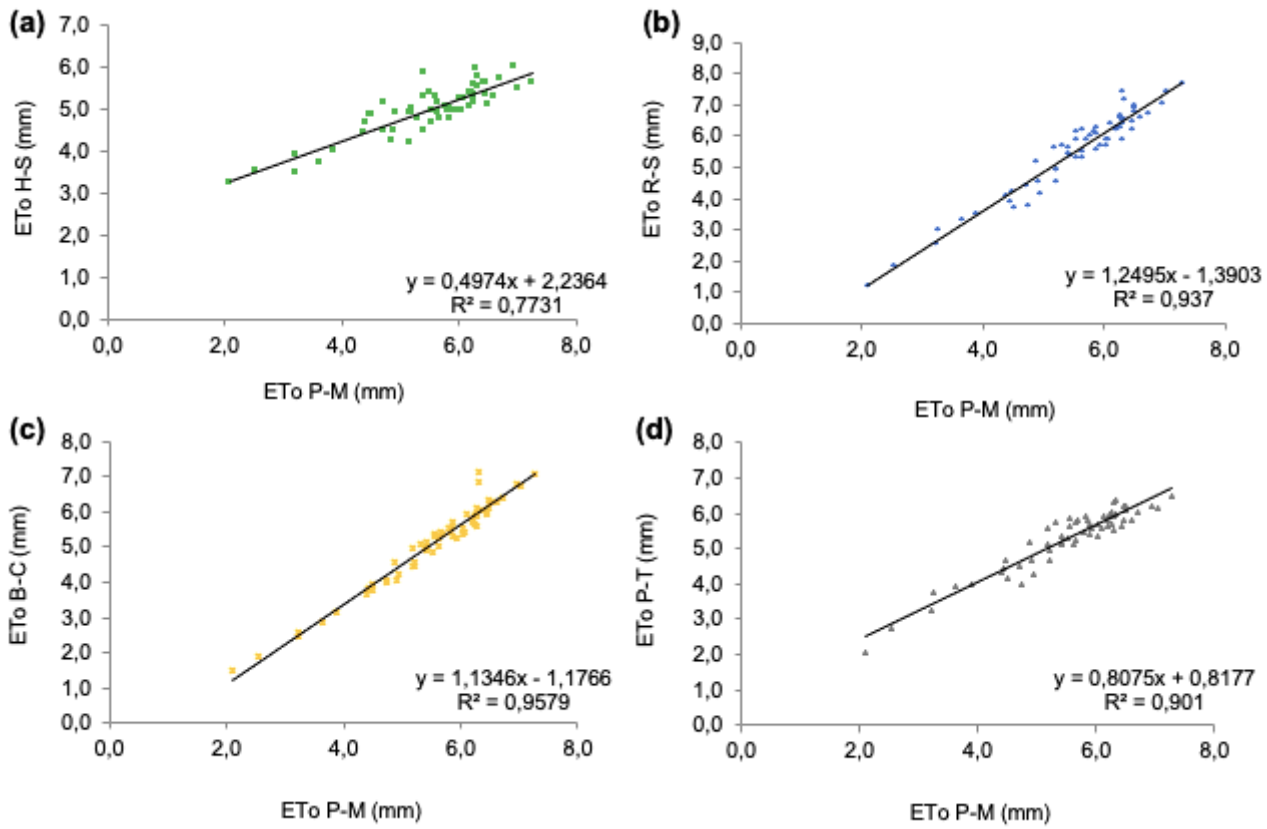 (a)
7,0
6,0
5,0
4,0
3,0
2,0
1,0
0,0
ETo H-S (mm)
y = 0,4974x + 2,2364
R² = 0,7731
0,0 2,0 4,0 6,0 8,0
ETo P-M (mm)
(b)
9,0
8,0
7,0
6,0
5,0
4,0
3,0
2,0
1,0
0,0
ETo R-S (mm)
y = 1,2495x - 1,3903
R² = 0,937
0,0 2,0 4,0 6,0 8,0
ETo P-M (mm)
(c)
8,0
7,0
6,0
5,0
4,0
3,0
2,0
1,0
0,0
ETo B-C (mm)
y = 1,1346x - 1,1766
R² = 0,9579
0,0 2,0 4,0 6,0 8,0
ETo P-M (mm)
(d)
8,0
7,0
6,0
5,0
4,0
3,0
2,0
1,0
0,0
ETo P-T (mm)
y = 0,8075x + 0,8177
R² = 0,901
0,0 2,0 4,0 6,0 8,0
ETo P-M (mm)